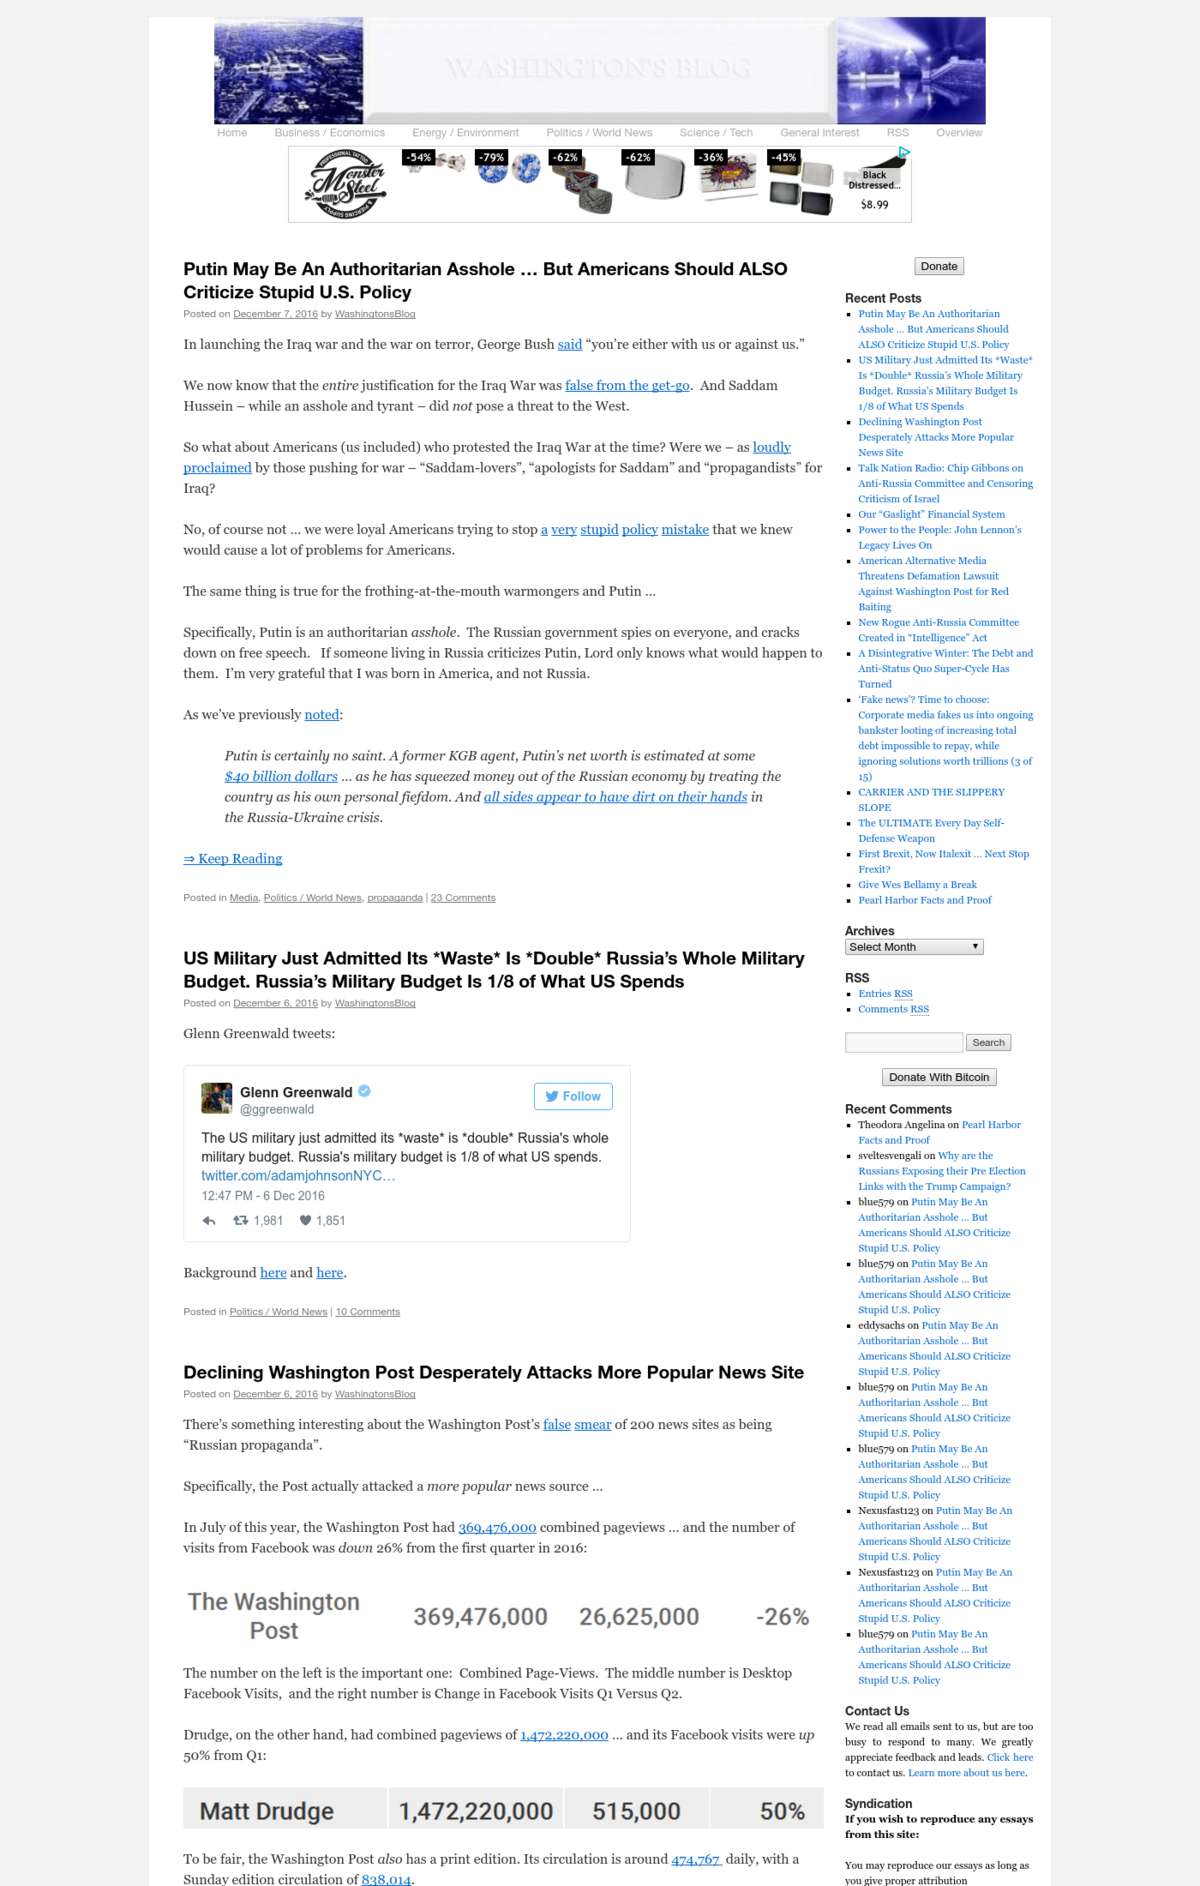 WASHINGTON'S BLOG
Home Business / Economics Energy / Environment Politics / World News Science / Tech General Interest RSS Overview
PROFESSIONAL TATTOO
Monster Steel
& PIERCING SUPPLY
-54% -79% -62% -62% -36% -45%
Black
Distressed...
$8.99
Putin May Be An Authoritarian Asshole … But Americans Should ALSO
Criticize Stupid U.S. Policy
Posted on December 7, 2016 by WashingtonsBlog
In launching the Iraq war and the war on terror, George Bush said “you’re either with us or against us.”
We now know that the entire justification for the Iraq War was false from the get-go.  And Saddam
Hussein – while an asshole and tyrant – did not pose a threat to the West.
So what about Americans (us included) who protested the Iraq War at the time? Were we – as loudly
proclaimed by those pushing for war – “Saddam-lovers”, “apologists for Saddam” and “propagandists” for
Iraq?
No, of course not … we were loyal Americans trying to stop a very stupid policy mistake that we knew
would cause a lot of problems for Americans.
The same thing is true for the frothing-at-the-mouth warmongers and Putin …
Specifically, Putin is an authoritarian asshole.  The Russian government spies on everyone, and cracks
down on free speech.   If someone living in Russia criticizes Putin, Lord only knows what would happen to
them.  I’m very grateful that I was born in America, and not Russia.
As we’ve previously noted:
Putin is certainly no saint. A former KGB agent, Putin’s net worth is estimated at some
$40 billion dollars … as he has squeezed money out of the Russian economy by treating the
country as his own personal fiefdom. And all sides appear to have dirt on their hands in
the Russia-Ukraine crisis.
⇒ Keep Reading
Posted in Media, Politics / World News, propaganda | 23 Comments
US Military Just Admitted Its *Waste* Is *Double* Russia’s Whole Military
Budget. Russia’s Military Budget Is 1/8 of What US Spends
Posted on December 6, 2016 by WashingtonsBlog
Glenn Greenwald tweets:
Glenn Greenwald
@ggreenwald
Follow
The US military just admitted its *waste* is *double* Russia's whole
military budget. Russia's military budget is 1/8 of what US spends.
twitter.com/adamjohnsonNYC…
12:47 PM - 6 Dec 2016
1,981 1,851
Background here and here.
Posted in Politics / World News | 10 Comments
Declining Washington Post Desperately Attacks More Popular News Site
Posted on December 6, 2016 by WashingtonsBlog
There’s something interesting about the Washington Post’s false smear of 200 news sites as being
“Russian propaganda”.
Specifically, the Post actually attacked a more popular news source …
In July of this year, the Washington Post had 369,476,000 combined pageviews … and the number of
visits from Facebook was down 26% from the first quarter in 2016:
The Washington
Post
369,476,000 26,625,000 -26%
The number on the left is the important one:  Combined Page-Views.  The middle number is Desktop
Facebook Visits,  and the right number is Change in Facebook Visits Q1 Versus Q2.
Drudge, on the other hand, had combined pageviews of 1,472,220,000 … and its Facebook visits were up
50% from Q1:
Matt Drudge 1,472,220,000 515,000 50%
To be fair, the Washington Post also has a print edition. Its circulation is around 474,767  daily, with a
Sunday edition circulation of 838,014.
Donate
Recent Posts
Putin May Be An Authoritarian
Asshole … But Americans Should
ALSO Criticize Stupid U.S. Policy
US Military Just Admitted Its *Waste*
Is *Double* Russia’s Whole Military
Budget. Russia’s Military Budget Is
1/8 of What US Spends
Declining Washington Post
Desperately Attacks More Popular
News Site
Talk Nation Radio: Chip Gibbons on
Anti-Russia Committee and Censoring
Criticism of Israel
Our “Gaslight” Financial System
Power to the People: John Lennon’s
Legacy Lives On
American Alternative Media
Threatens Defamation Lawsuit
Against Washington Post for Red
Baiting
New Rogue Anti-Russia Committee
Created in “Intelligence” Act
A Disintegrative Winter: The Debt and
Anti-Status Quo Super-Cycle Has
Turned
‘Fake news’? Time to choose:
Corporate media fakes us into ongoing
bankster looting of increasing total
debt impossible to repay, while
ignoring solutions worth trillions (3 of
15)
CARRIER AND THE SLIPPERY
SLOPE
The ULTIMATE Every Day Self-
Defense Weapon
First Brexit, Now Italexit … Next Stop
Frexit?
Give Wes Bellamy a Break
Pearl Harbor Facts and Proof
Archives
Select Month
RSS
Entries RSS
Comments RSS
Search
Donate With Bitcoin
Recent Comments
Theodora Angelina on Pearl Harbor
Facts and Proof
sveltesvengali on Why are the
Russians Exposing their Pre Election
Links with the Trump Campaign?
blue579 on Putin May Be An
Authoritarian Asshole … But
Americans Should ALSO Criticize
Stupid U.S. Policy
blue579 on Putin May Be An
Authoritarian Asshole … But
Americans Should ALSO Criticize
Stupid U.S. Policy
eddysachs on Putin May Be An
Authoritarian Asshole … But
Americans Should ALSO Criticize
Stupid U.S. Policy
blue579 on Putin May Be An
Authoritarian Asshole … But
Americans Should ALSO Criticize
Stupid U.S. Policy
blue579 on Putin May Be An
Authoritarian Asshole … But
Americans Should ALSO Criticize
Stupid U.S. Policy
Nexusfast123 on Putin May Be An
Authoritarian Asshole … But
Americans Should ALSO Criticize
Stupid U.S. Policy
Nexusfast123 on Putin May Be An
Authoritarian Asshole … But
Americans Should ALSO Criticize
Stupid U.S. Policy
blue579 on Putin May Be An
Authoritarian Asshole … But
Americans Should ALSO Criticize
Stupid U.S. Policy
Contact Us
We read all emails sent to us, but are too
busy to respond to many. We greatly
appreciate feedback and leads. Click here
to contact us. Learn more about us here.
Syndication
If you wish to reproduce any essays
from this site:
You may reproduce our essays as long as
you give proper attribution